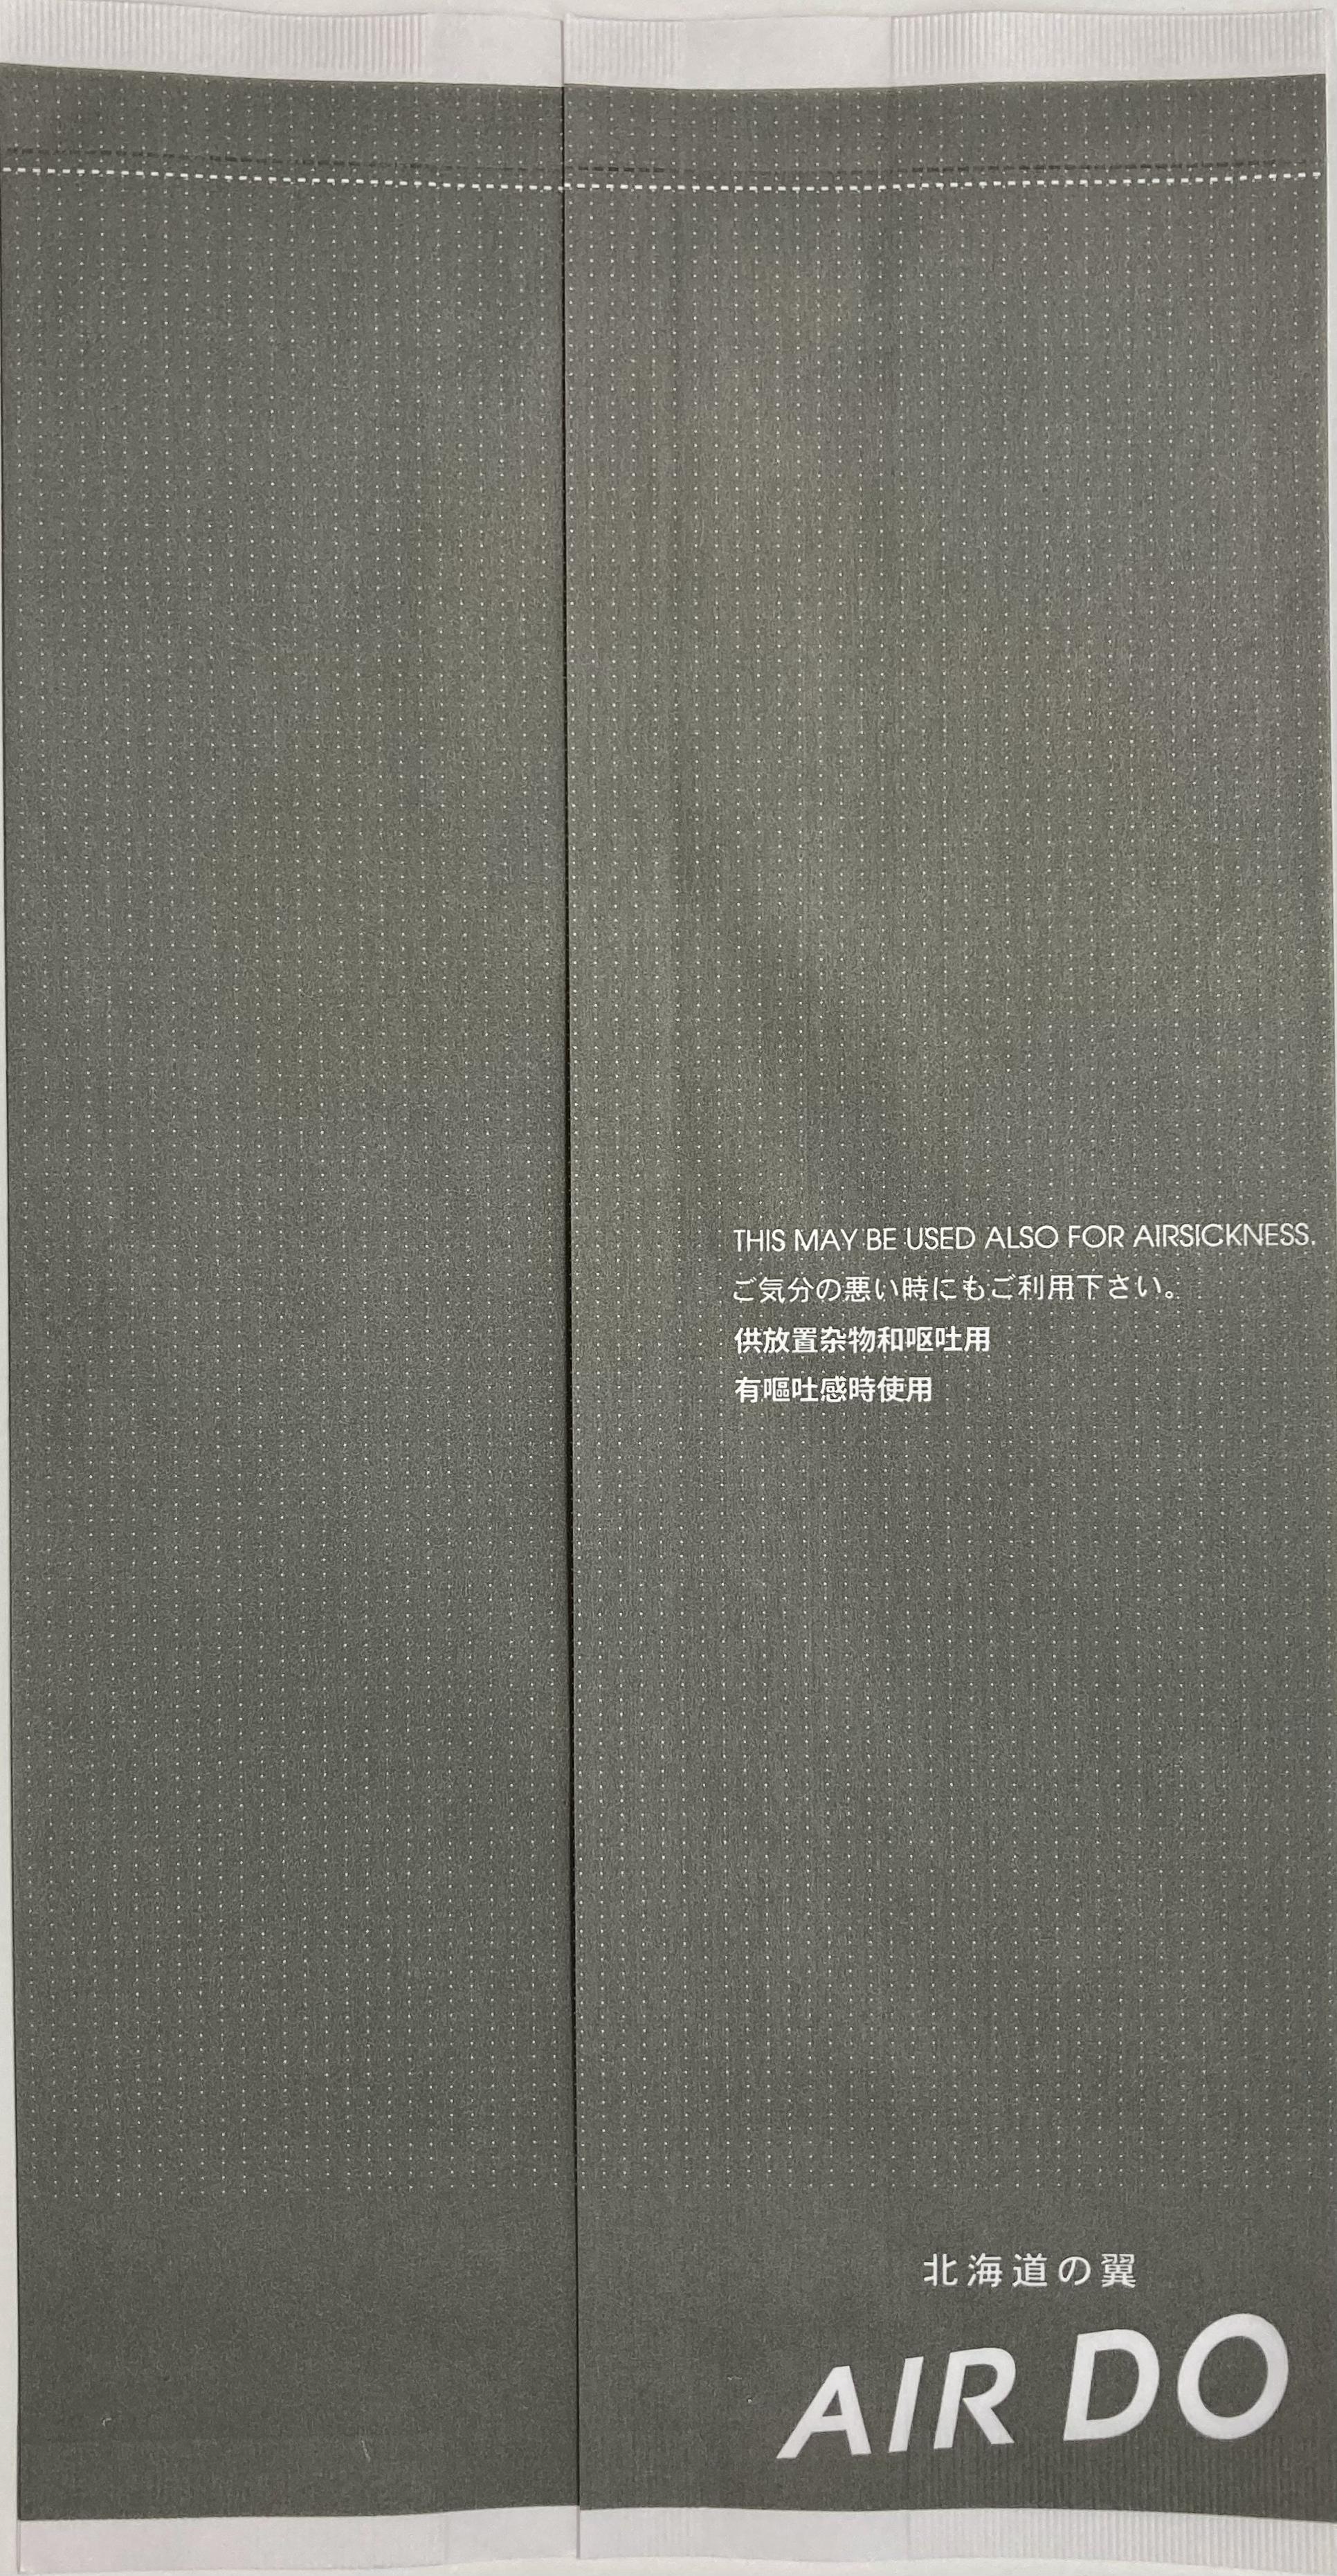 THIS MAY BE USED ALSO FOR AIRSICKNESS.
ご気分の悪い時にもご利用下さい。
供放置杂物和呕吐用
有嘔吐感時使用
北海道の翼
AIR DO